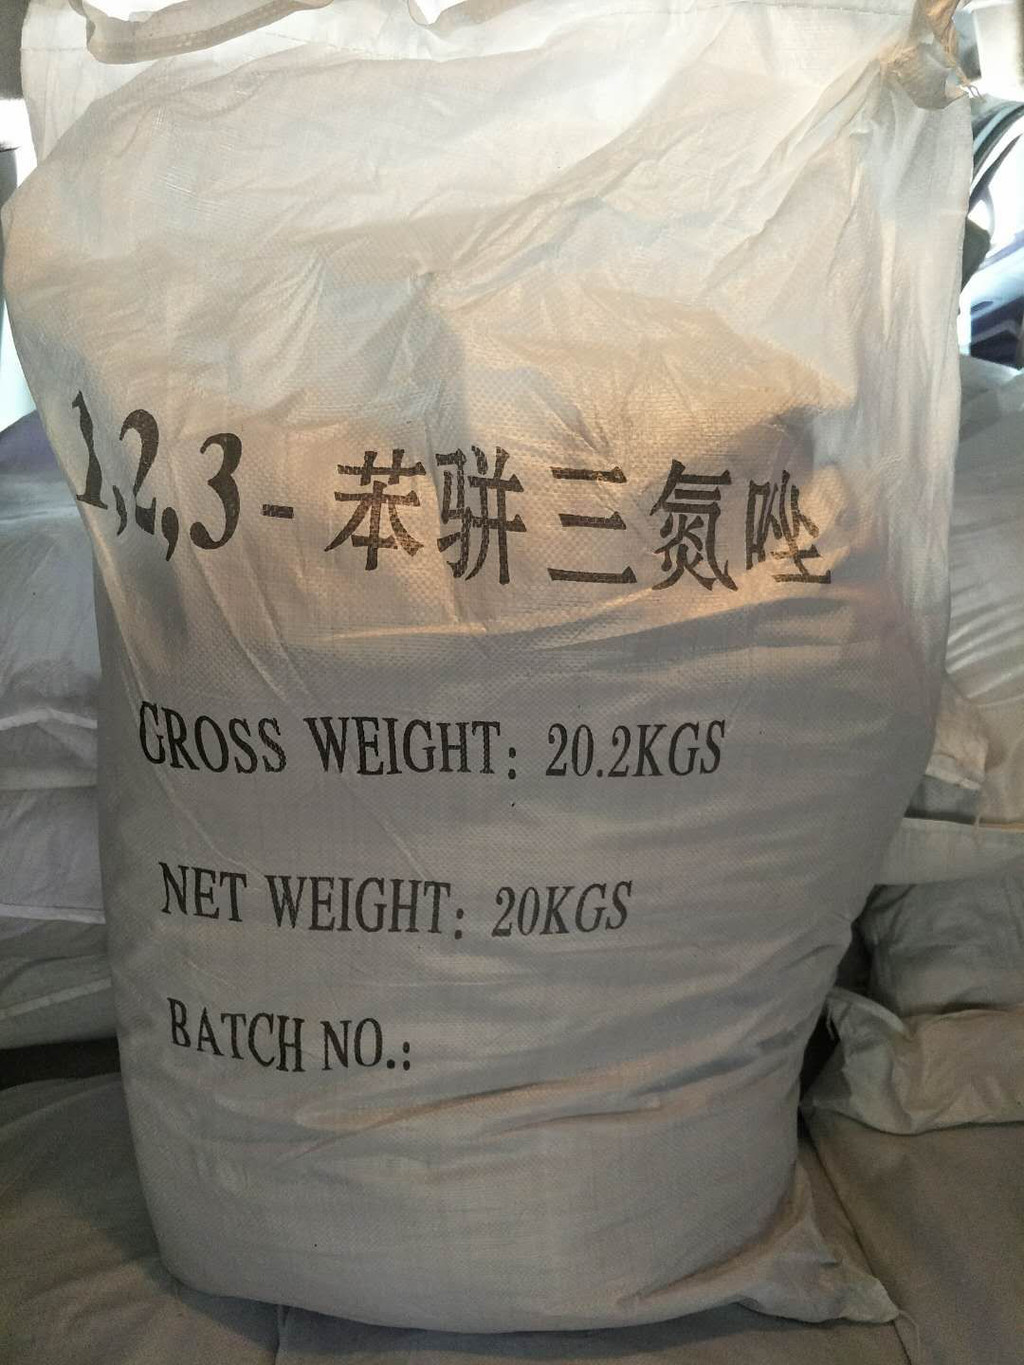 1,2,3-苯骈三氮唑
GROSS WEIGHT: 20.2KGS
NET WEIGHT: 20KGS
BATCH NO.: